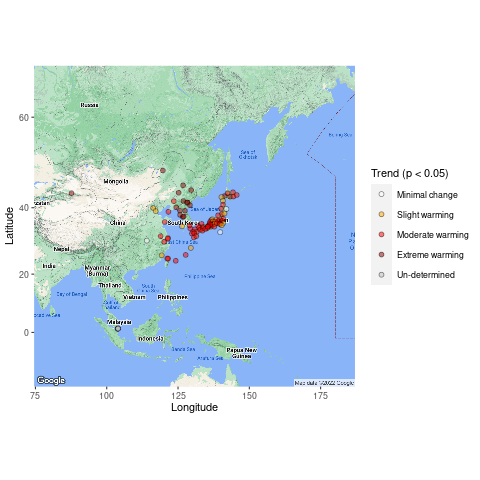 Trend (p < 0.05)
Minimal change
Slight warming
Moderate warming
Extreme warming
Un-determined
Latitude
60
40
20
0
75
100
125
150
175
Longitude
Russia
Bering Sea
Sea of
Okhotsk
Mongolia
Sea of Japan
China
South Korea
East China Sea
Nepal
India
Myanmar
(Burma)
Thailand
Vietnam
South
China Sea
Philippines
Philippine Sea
Bay of Bengal
Malaysia
Indonesia
Banda Sea
Arafura Sea
Papua New
Guinea
Google
Map data ©2022 Google